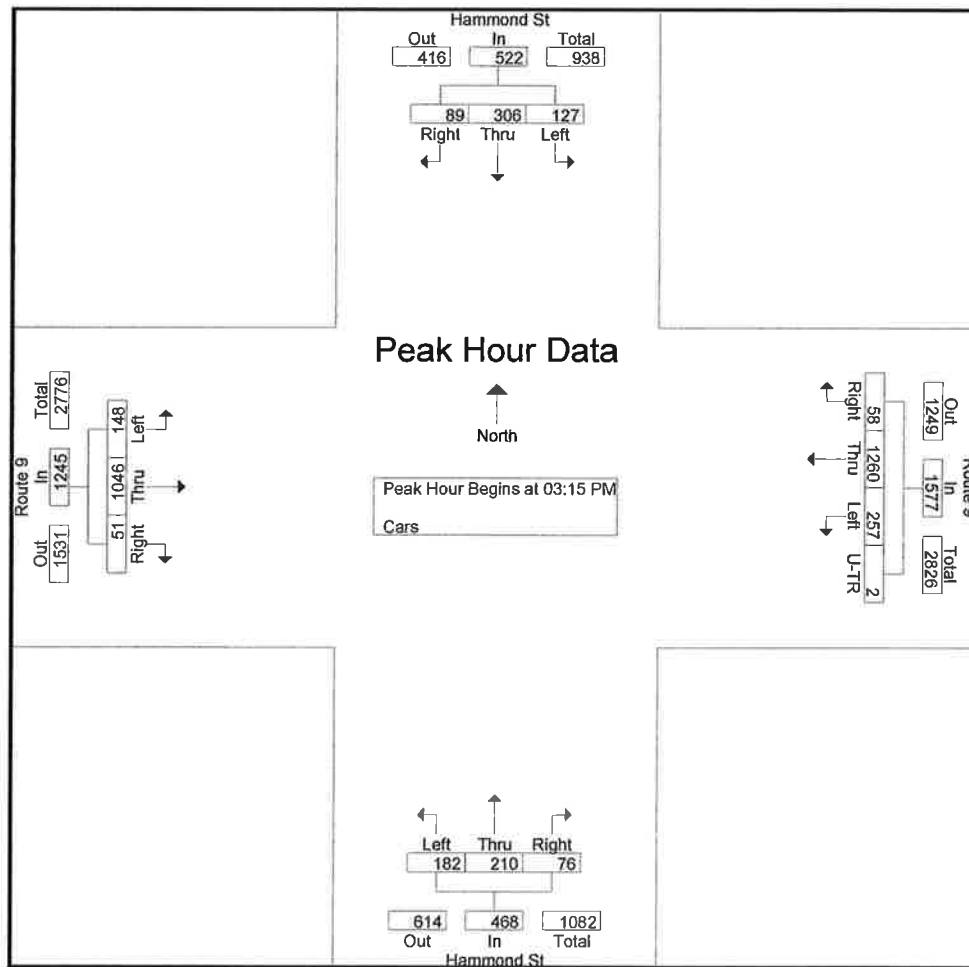 Hammond St
Out In Total
416 522 938
89 306 127
Right Thru Left
Peak Hour Data
North
Peak Hour Begins at 03:15 PM
Cars
Route 9
Total In Out
2776 1245 1531
148 1046 51
Left Thru Right
Right Thru Left U-TR
58 1260 257 2
Out In Total
1249 1577 2826
Route 9
Left Thru Right
182 210 76
614 468 1082
Out In Total
Hammond St